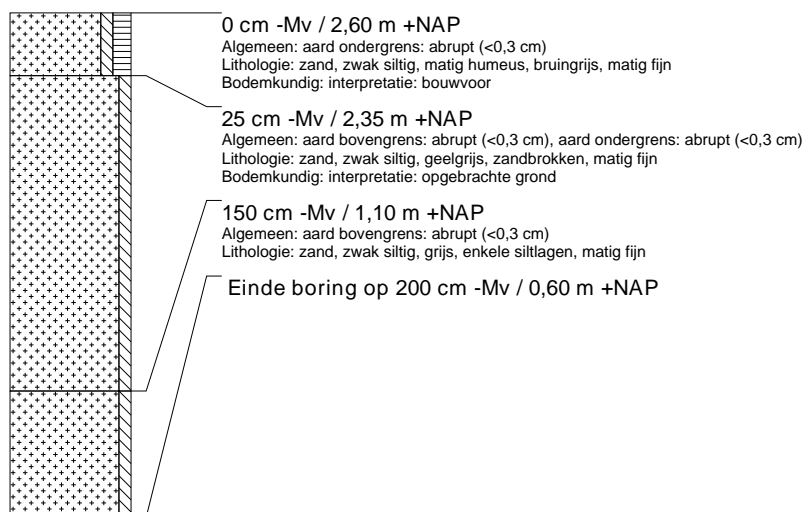 0 cm -Mv / 2,60 m +NAP
Algemeen: aard ondergrens: abrupt (<0,3 cm)
Lithologie: zand, zwak siltig, matig humeus, bruingrijs, matig fijn
Bodemkundig: interpretatie: bouwvoor
25 cm -Mv / 2,35 m +NAP
Algemeen: aard bovengrens: abrupt (<0,3 cm), aard ondergrens: abrupt (<0,3 cm)
Lithologie: zand, zwak siltig, geelgrijs, zandbrokken, matig fijn
Bodemkundig: interpretatie: opgebrachte grond
150 cm -Mv / 1,10 m +NAP
Algemeen: aard bovengrens: abrupt (<0,3 cm)
Lithologie: zand, zwak siltig, grijs, enkele siltlagen, matig fijn
Einde boring op 200 cm -Mv / 0,60 m +NAP